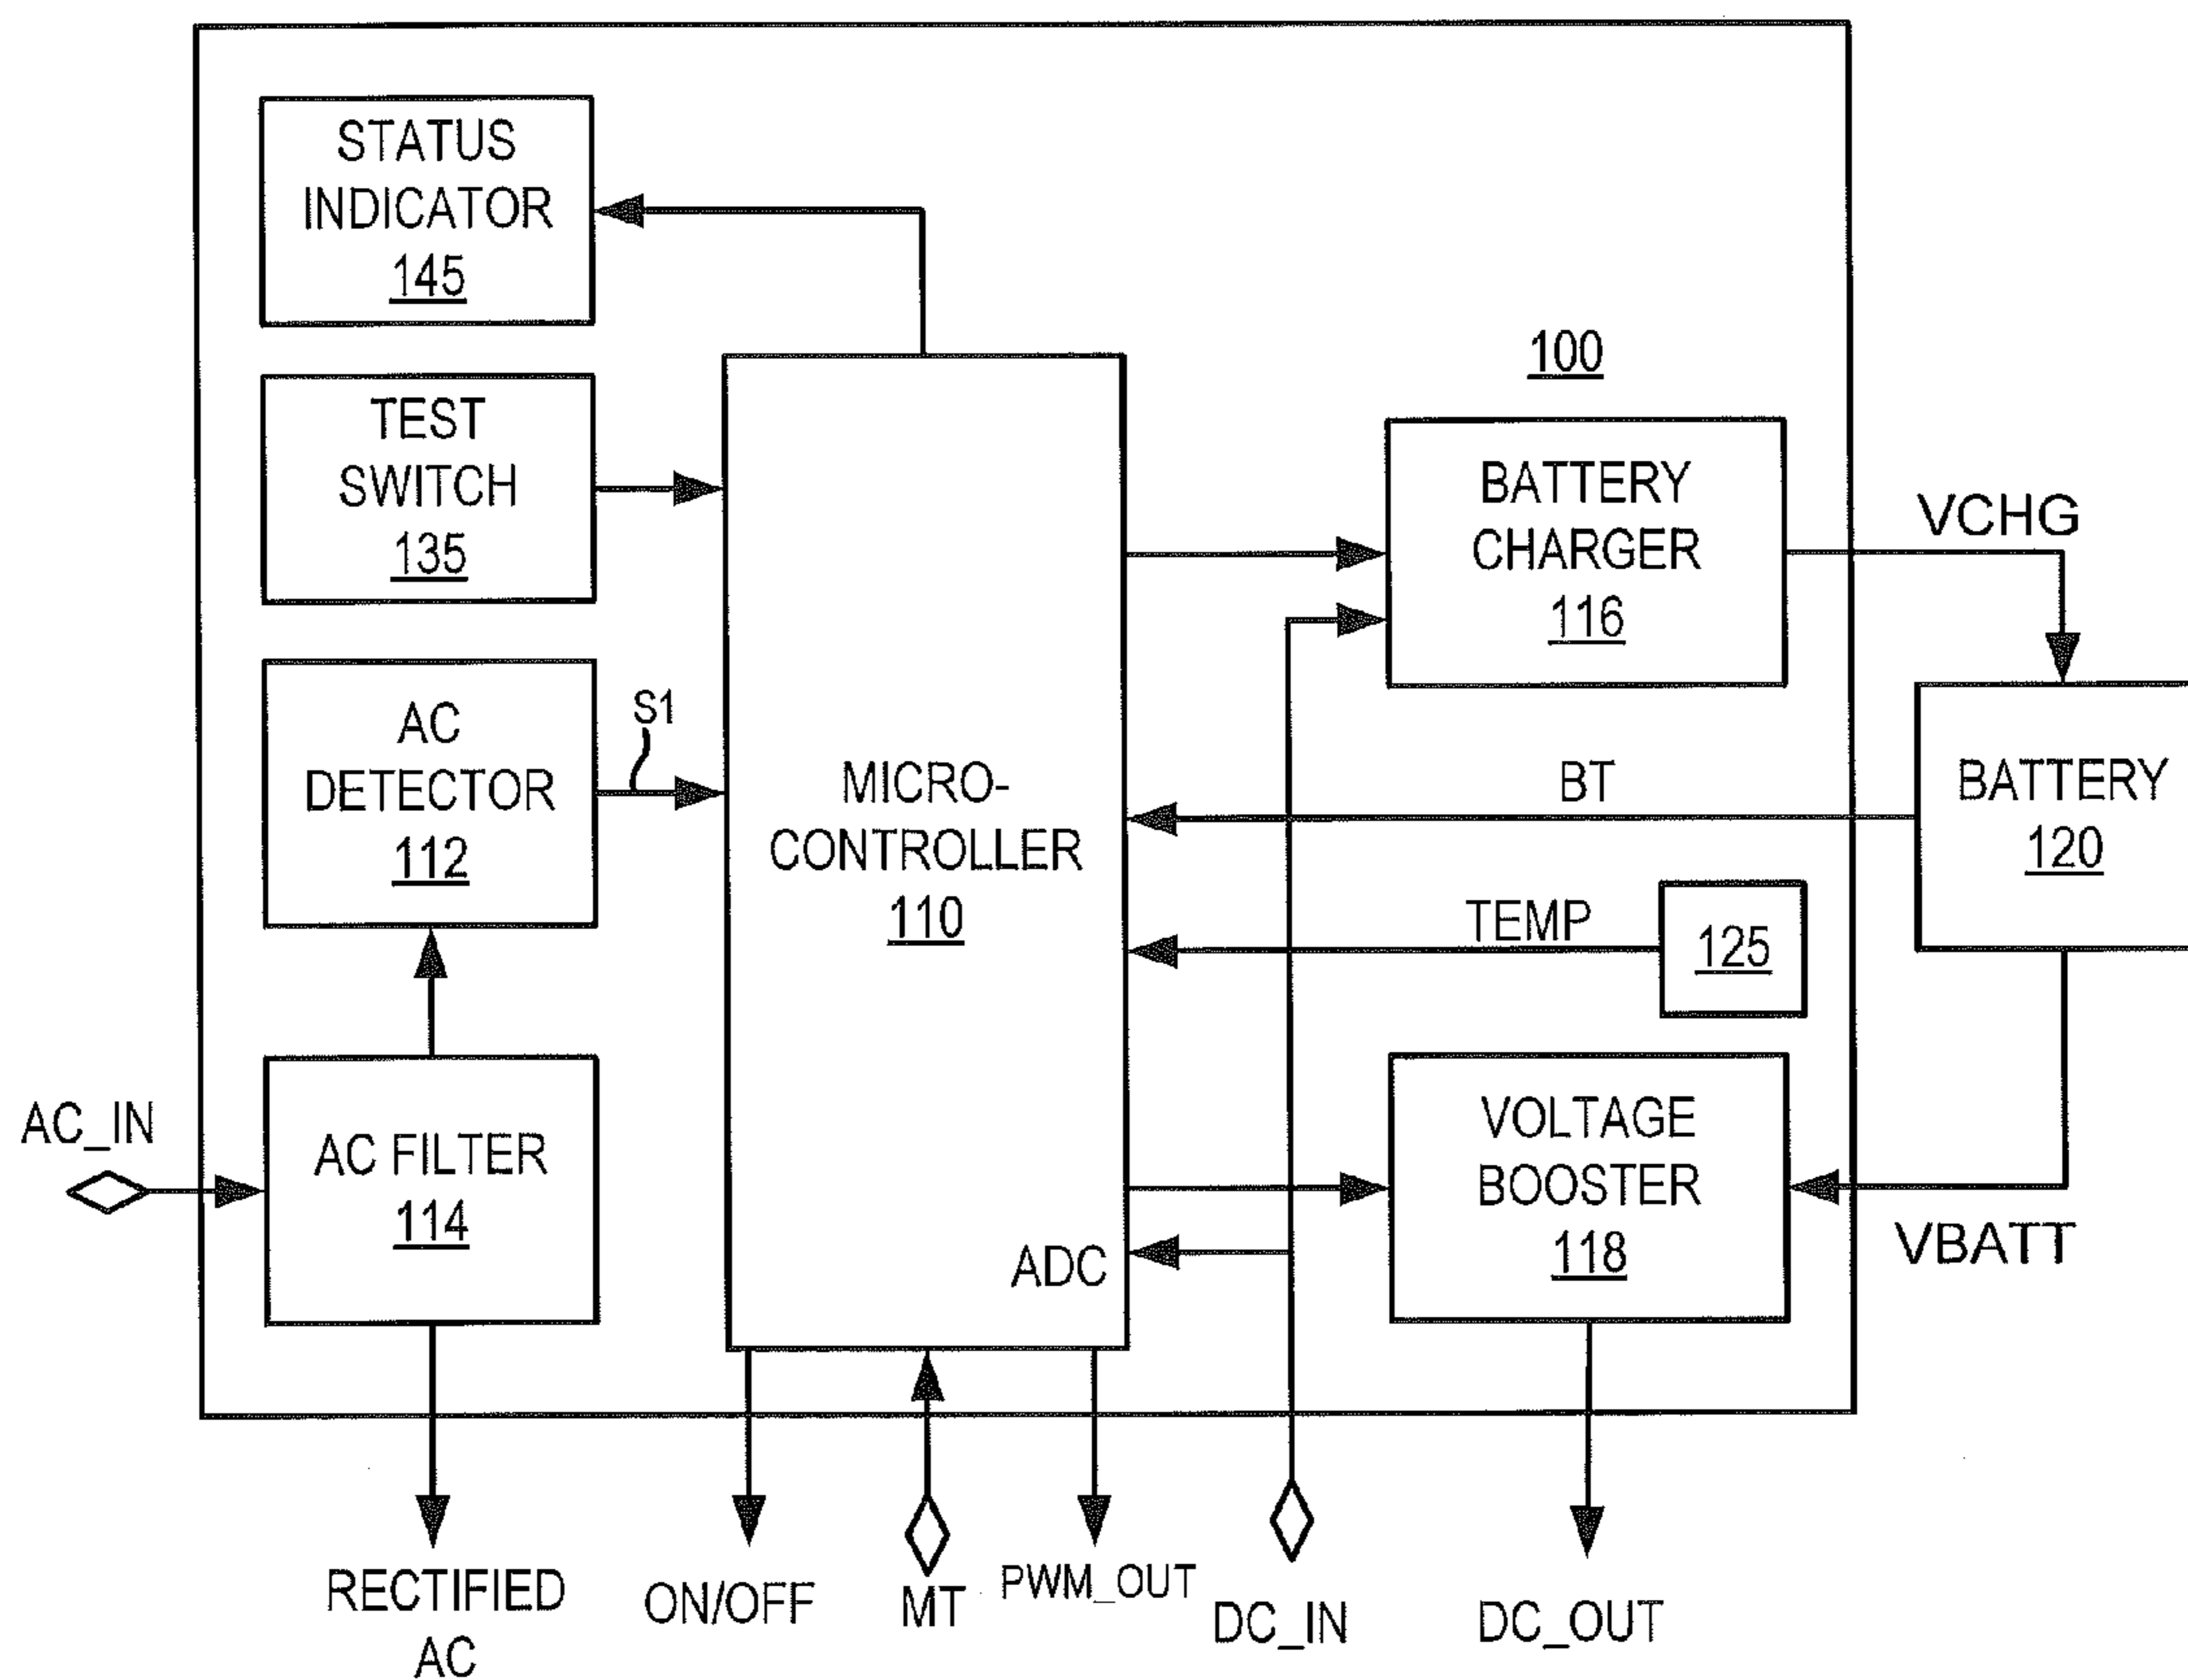 STATUS
INDICATOR
145
TEST
SWITCH
135
AC
DETECTOR
112
S1
AC_IN
AC FILTER
114
MICRO-
CONTROLLER
110
ADC
100
BATTERY
CHARGER
116
VCHG
BT
BATTERY
120
TEMP
125
VOLTAGE
BOOSTER
118
VBATT
RECTIFIED
AC
ON/OFF
MT
PWM_OUT
DC_IN
DC_OUT